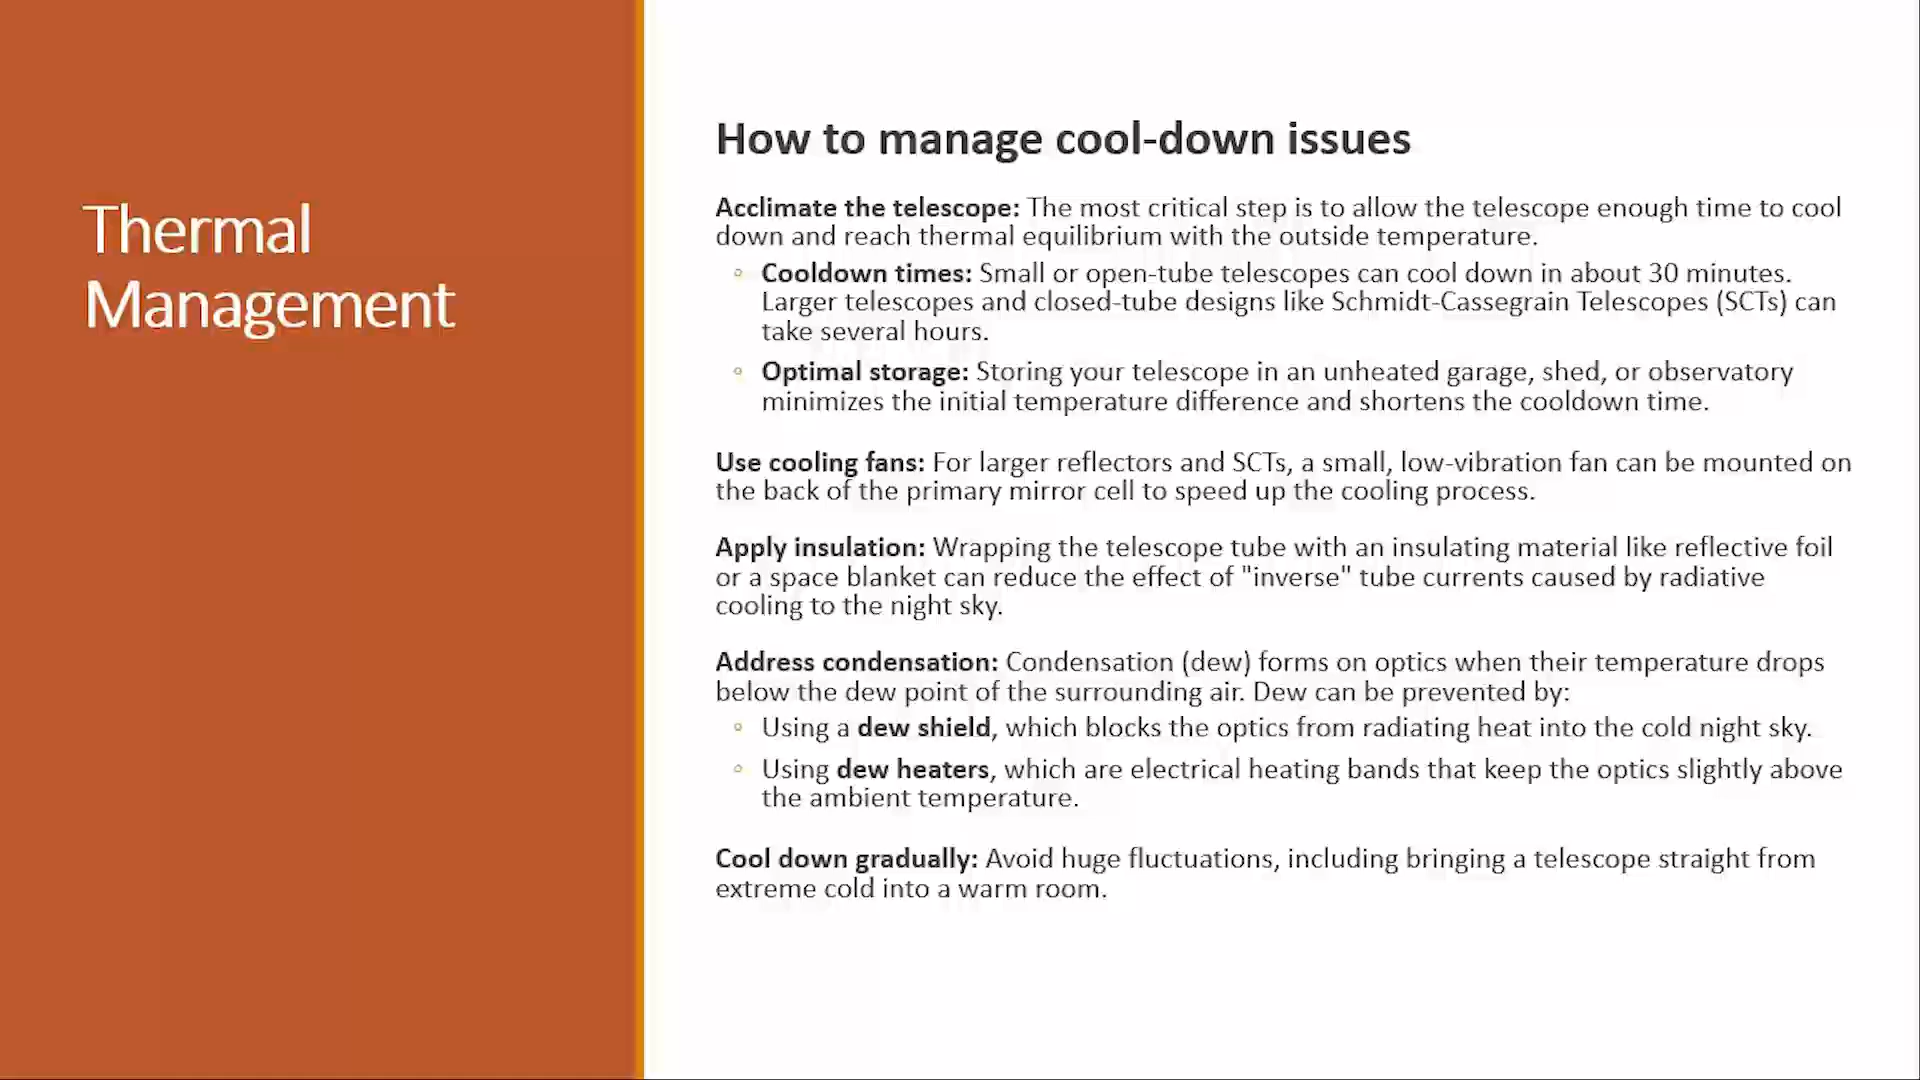 Thermal
Management
How to manage cool-down issues
Acclimate the telescope: The most critical step is to allow the telescope enough time to cool
down and reach thermal equilibrium with the outside temperature.
◦ Cooldown times: Small or open-tube telescopes can cool down in about 30 minutes.
Larger telescopes and closed-tube designs like Schmidt-Cassegrain Telescopes (SCTs) can
take several hours.
◦ Optimal storage: Storing your telescope in an unheated garage, shed, or observatory
minimizes the initial temperature difference and shortens the cooldown time.
Use cooling fans: For larger reflectors and SCTs, a small, low-vibration fan can be mounted on
the back of the primary mirror cell to speed up the cooling process.
Apply insulation: Wrapping the telescope tube with an insulating material like reflective foil
or a space blanket can reduce the effect of "inverse" tube currents caused by radiative
cooling to the night sky.
Address condensation: Condensation (dew) forms on optics when their temperature drops
below the dew point of the surrounding air. Dew can be prevented by:
◦ Using a dew shield, which blocks the optics from radiating heat into the cold night sky.
◦ Using dew heaters, which are electrical heating bands that keep the optics slightly above
the ambient temperature.
Cool down gradually: Avoid huge fluctuations, including bringing a telescope straight from
extreme cold into a warm room.